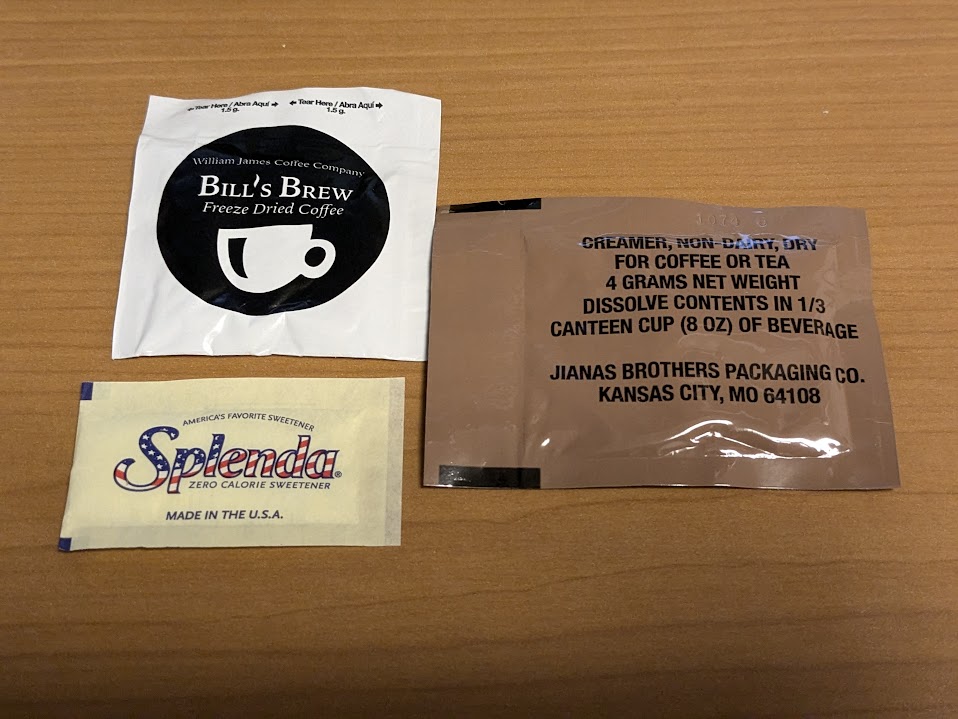 ← Tear Here / Abra Aquí → ← Tear Here / Abra Aquí →
1.5 g. 1.5 g.
William James Coffee Company
BILL'S BREW
Freeze Dried Coffee
CREAMER, NON-DAIRY, DRY
FOR COFFEE OR TEA
4 GRAMS NET WEIGHT
DISSOLVE CONTENTS IN 1/3
CANTEEN CUP (8 OZ) OF BEVERAGE
JIANAS BROTHERS PACKAGING CO.
KANSAS CITY, MO 64108
AMERICA'S FAVORITE SWEETENER
Splenda®
ZERO CALORIE SWEETENER
MADE IN THE U.S.A.